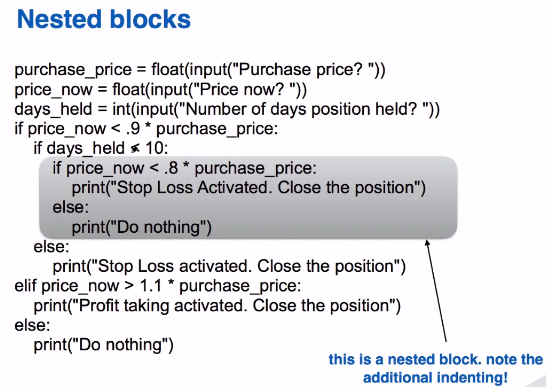 Nested blocks
purchase_price = float(input("Purchase price? "))
price_now = float(input("Price now? "))
days_held = int(input("Number of days position held? "))
if price_now < .9 * purchase_price:
    if days_held < 10:
        if price_now < .8 * purchase_price:
            print("Stop Loss Activated. Close the position")
        else:
            print("Do nothing")
    else:
        print("Stop Loss activated. Close the position")
elif price_now > 1.1 * purchase_price:
    print("Profit taking activated. Close the position")
else:
    print("Do nothing")
this is a nested block. note the
additional indenting!